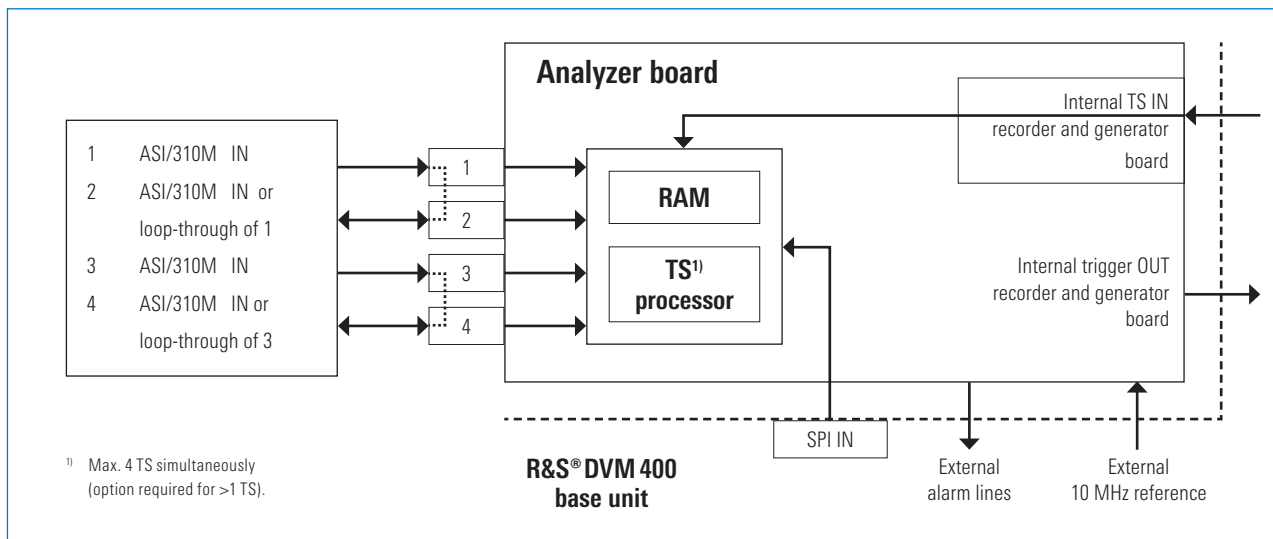 Analyzer board
1 ASI/310M IN
2 ASI/310M IN or
loop-through of 1
3 ASI/310M IN
4 ASI/310M IN or
loop-through of 3
1
2
3
4
RAM
TS1)
processor
Internal TS IN
recorder and generator
board
Internal trigger OUT
recorder and generator
board
SPI IN
1) Max. 4 TS simultaneously
(option required for >1 TS).
R&S® DVM 400
base unit
External
alarm lines
External
10 MHz reference